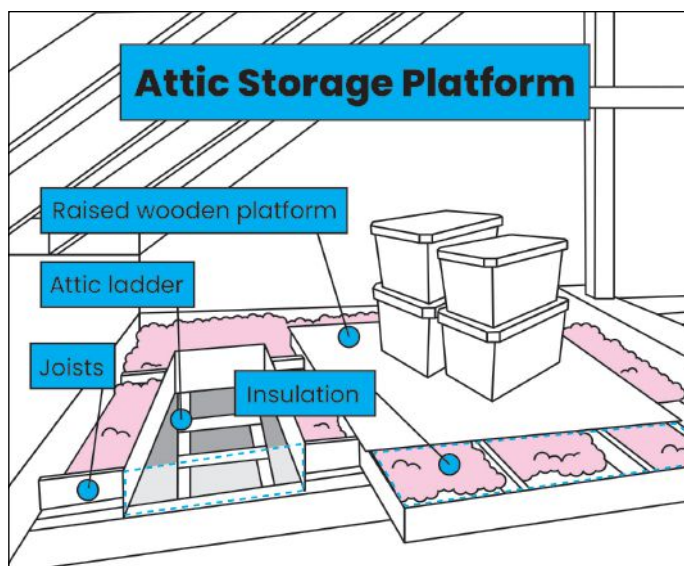 Attic Storage Platform
Raised wooden platform
Attic ladder
Joists
Insulation